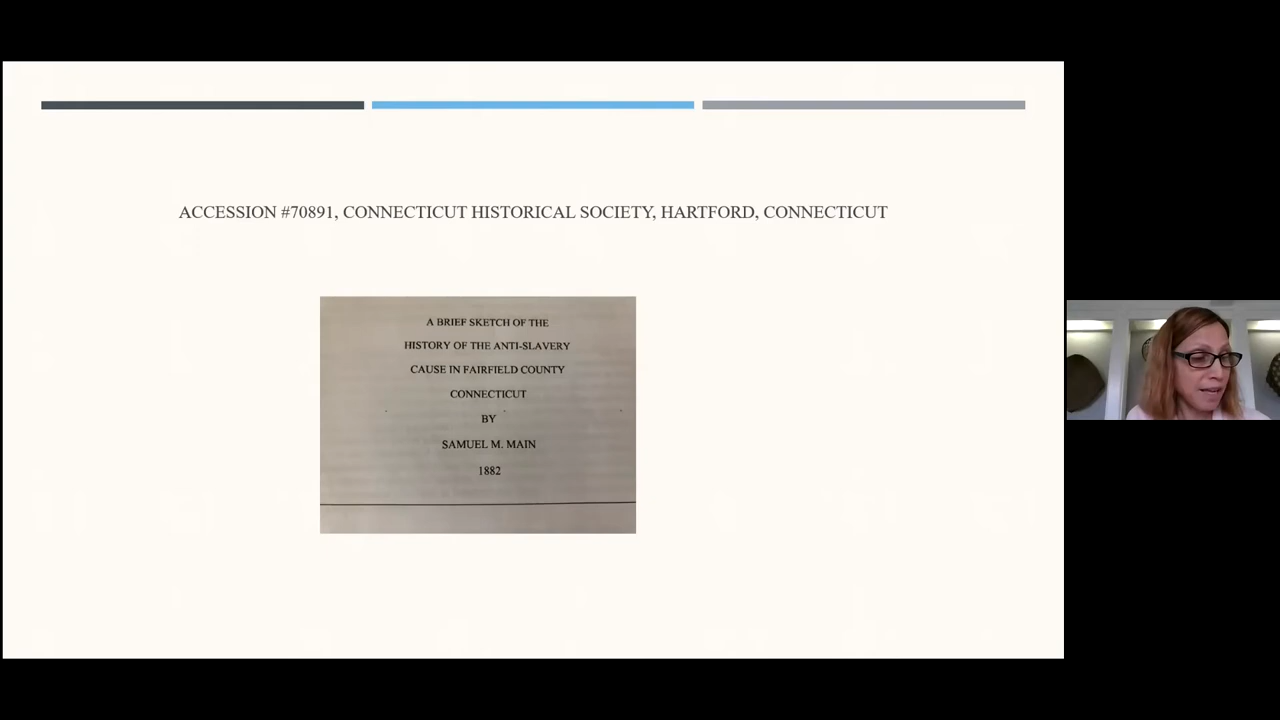 ACCESSION #70891, CONNECTICUT HISTORICAL SOCIETY, HARTFORD, CONNECTICUT
A BRIEF SKETCH OF THE
HISTORY OF THE ANTI-SLAVERY
CAUSE IN FAIRFIELD COUNTY
CONNECTICUT
BY
SAMUEL M. MAIN
1882